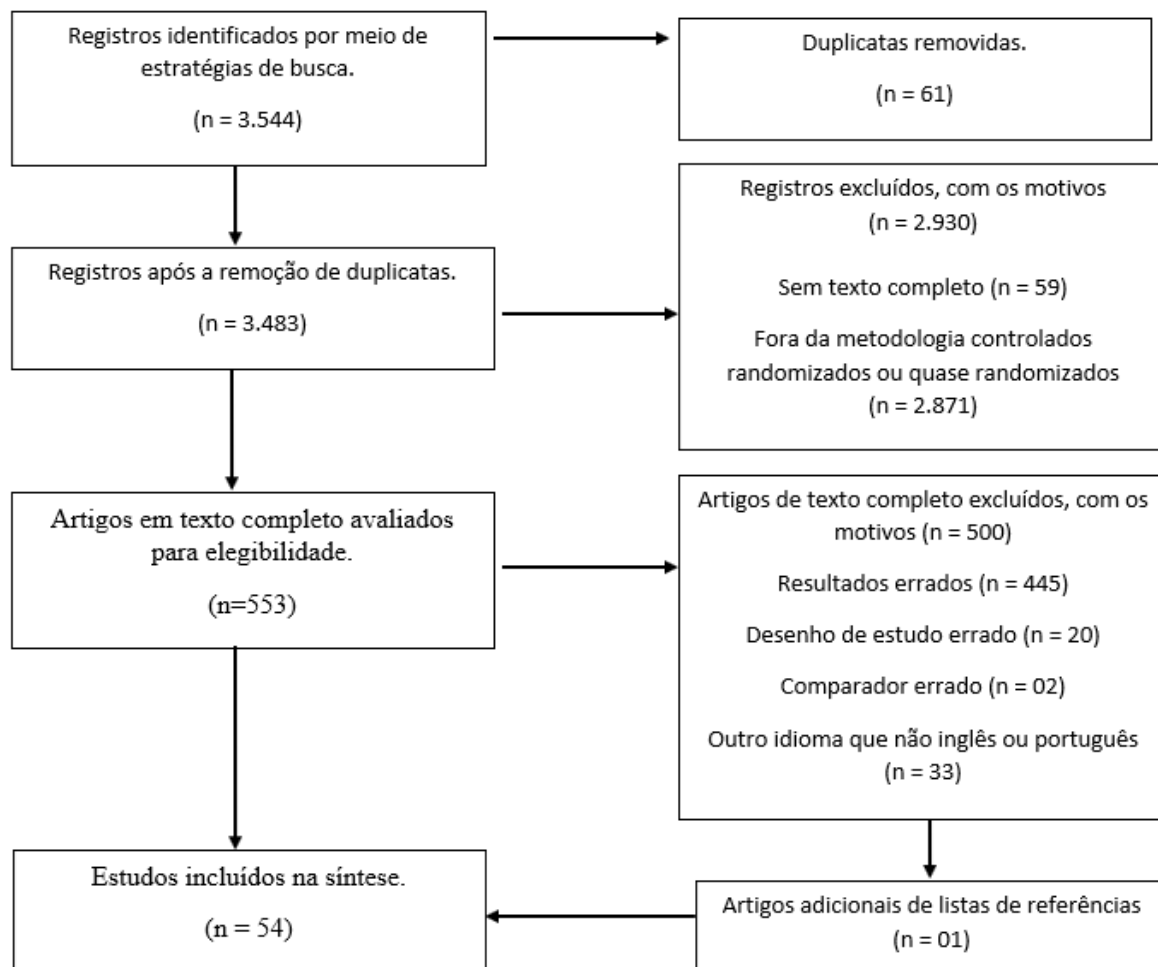 Registros identificados por meio de
estratégias de busca.
(n = 3.544)
Duplicatas removidas.
(n = 61)
Registros após a remoção de duplicatas.
(n = 3.483)
Registros excluídos, com os motivos
(n = 2.930)
Sem texto completo (n = 59)
Fora da metodologia controlados
randomizados ou quase randomizados
(n = 2.871)
Artigos em texto completo avaliados
para elegibilidade.
(n=553)
Artigos de texto completo excluídos, com os
motivos (n = 500)
Resultados errados (n = 445)
Desenho de estudo errado (n = 20)
Comparador errado (n = 02)
Outro idioma que não inglês ou português
(n = 33)
Estudos incluídos na síntese.
(n = 54)
Artigos adicionais de listas de referência
(n = 01)